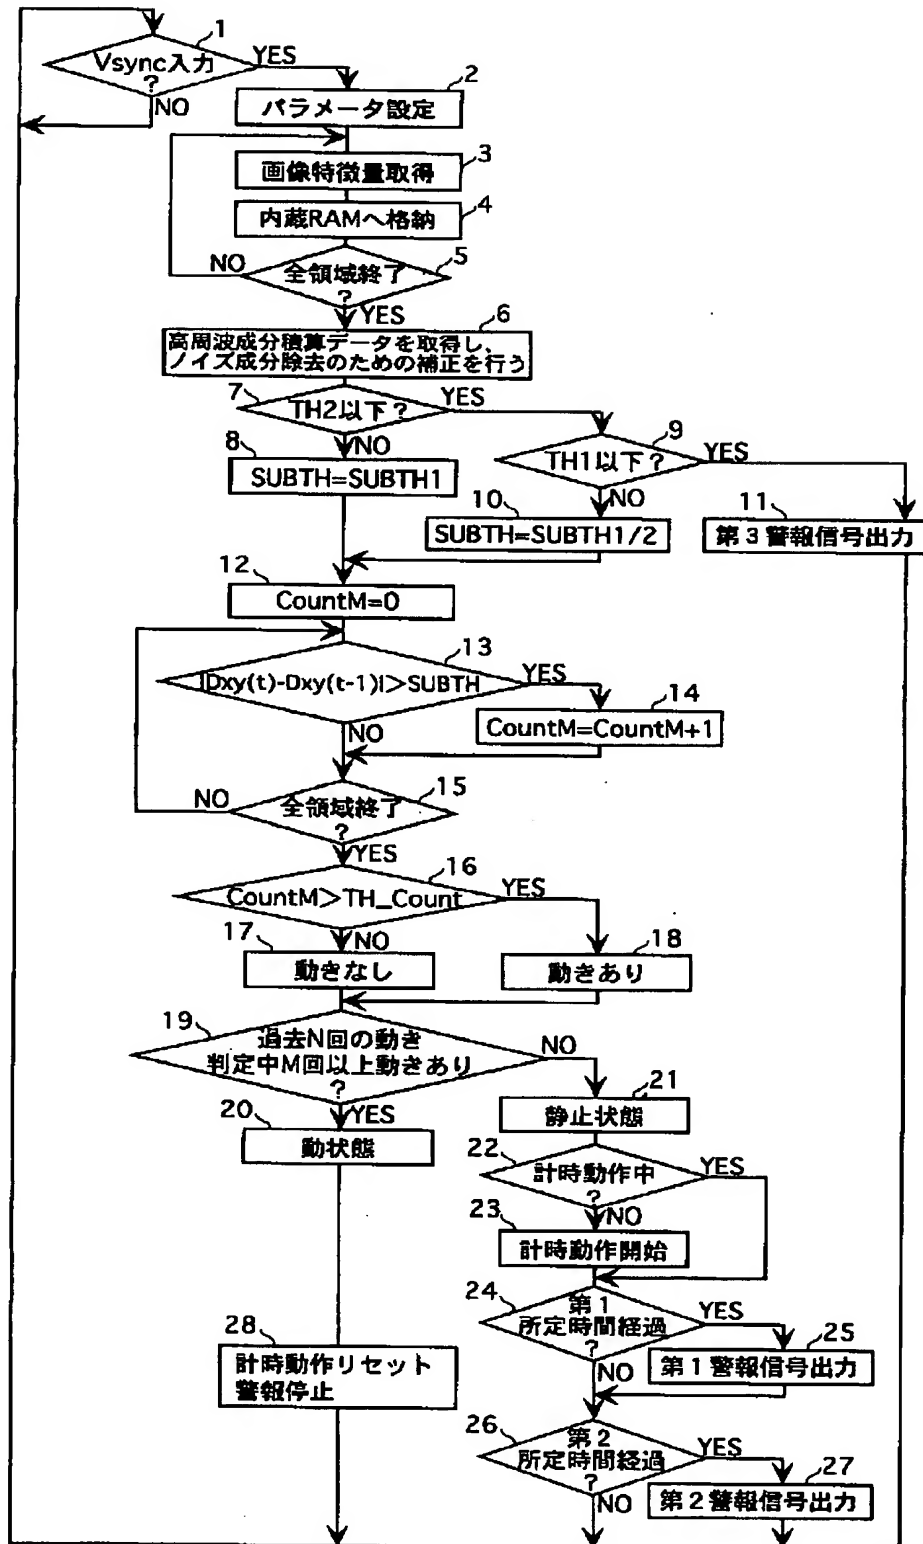 1
Vsync入力
?
YES
NO
2
パラメータ設定
3
画像特徴量取得
4
内蔵RAMへ格納
5
NO
全領域終了
?
YES
6
高周波成分積算データを取得し、
ノイズ成分除去のための補正を行う
7
TH2以下?
YES
NO
8
SUBTH=SUBTH1
9
TH1以下?
YES
NO
10
SUBTH=SUBTH1/2
11
第3警報信号出力
12
CountM=0
13
|Dxy(t)-Dxy(t-1)|>SUBTH
YES
NO
14
CountM=CountM+1
15
NO
全領域終了
?
YES
16
CountM>TH_Count
YES
NO
17
動きなし
18
動きあり
19
過去N回の動き
判定中M回以上動きあり
?
NO
YES
20
動状態
21
静止状態
22
計時動作中
?
YES
NO
23
計時動作開始
24
第1
所定時間経過
?
YES
NO
25
第1警報信号出力
26
第2
所定時間経過
?
YES
NO
27
第2警報信号出力
28
計時動作リセット
警報停止